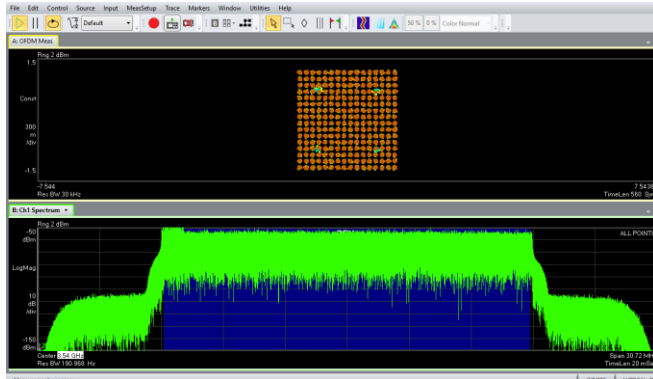 File Edit Control Source Input MeasSetup Trace Markers Window Utilities Help
Default 50 % 0 % Color Normal
A: OFDM Meas
Rng 2 dBm
1.5
Const
300
m
/div
-1.5
-7.544 7.5438
Res BW 30 kHz TimeLen 560 Sy
B: Ch1 Spectrum
Rng 2 dBm
-50 ALL POINT
dBm
LogMag
10
dB
/div
-150
dBm
Center 3.54 GHz Span 30.72 MH
Res BW 190.968 Hz TimeLen 20 mSe